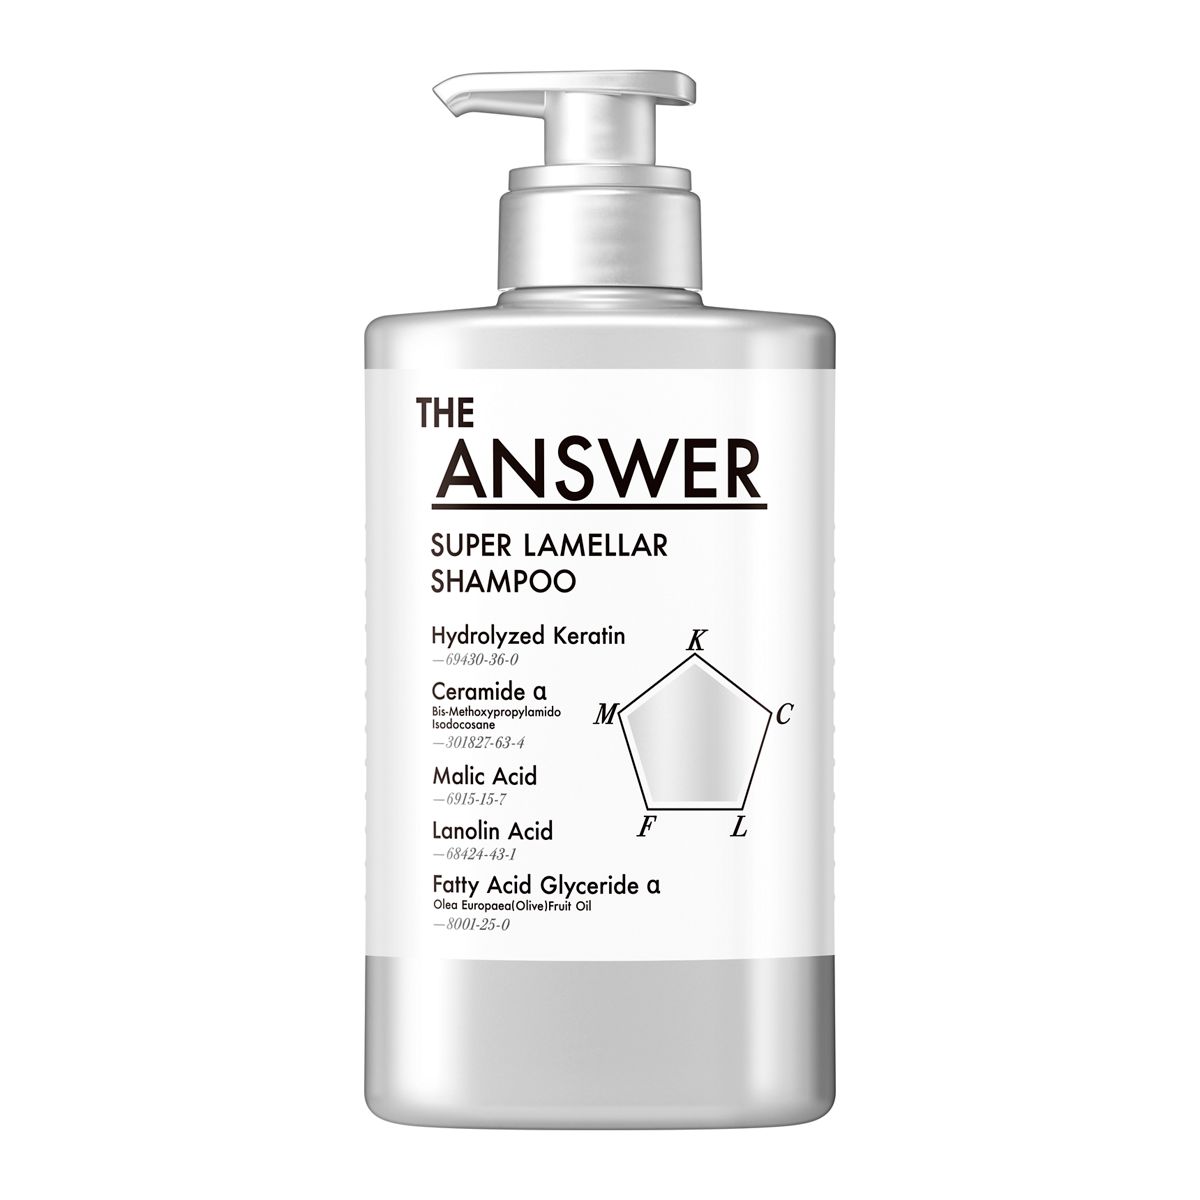 THE
ANSWER
SUPER LAMELLAR
SHAMPOO
Hydrolyzed Keratin
—69430-36-0
Ceramide α
Bis-Methoxypropylamido
Isodocosane
—301827-63-4
Malic Acid
—6915-15-7
Lanolin Acid
—68424-43-1
Fatty Acid Glyceride α
Olea Europaea(Olive)Fruit Oil
—8001-25-0
K
M
C
F
L